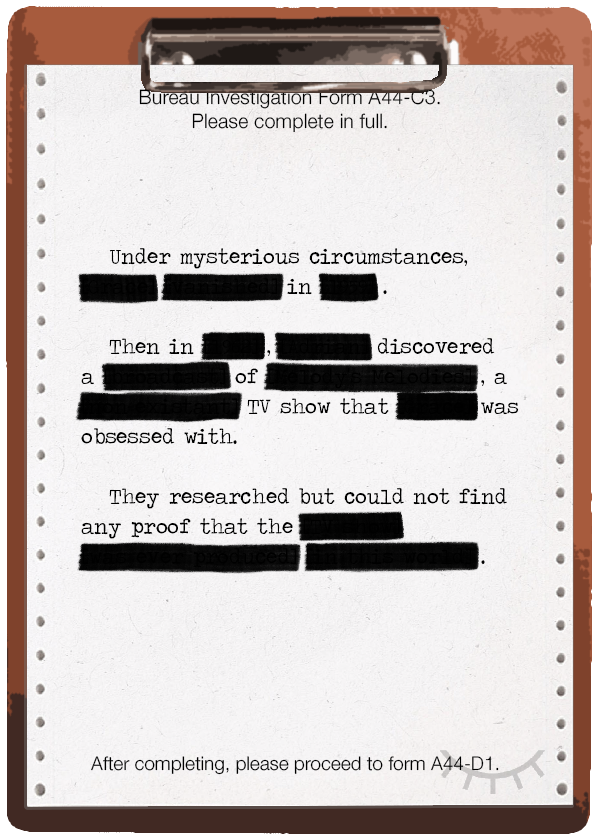 Bureau Investigation Form A44-C3.
Please complete in full.
Under mysterious circumstances,
in .
Then in , discovered
a of , a
TV show that was
obsessed with.
They researched but could not find
any proof that the
.
After completing, please proceed to form A44-D1.